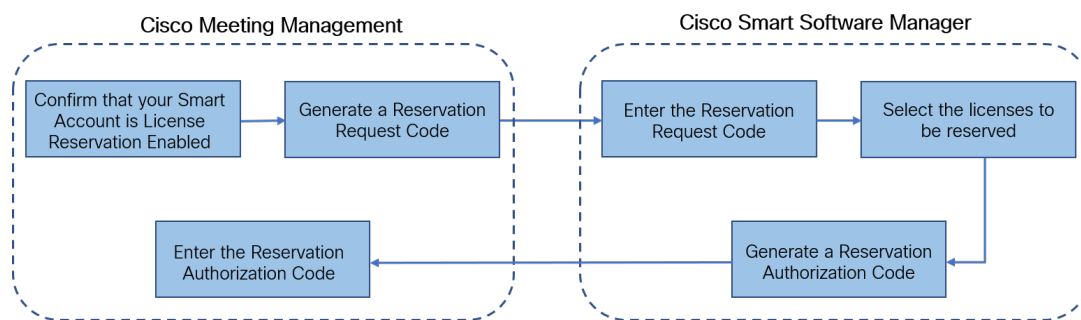 Cisco Meeting Management
Cisco Smart Software Manager
Confirm that your Smart
Account is License
Reservation Enabled
Generate a Reservation
Request Code
Enter the Reservation
Request Code
Select the licenses to
be reserved
Generate a Reservation
Authorization Code
Enter the Reservation
Authorization Code